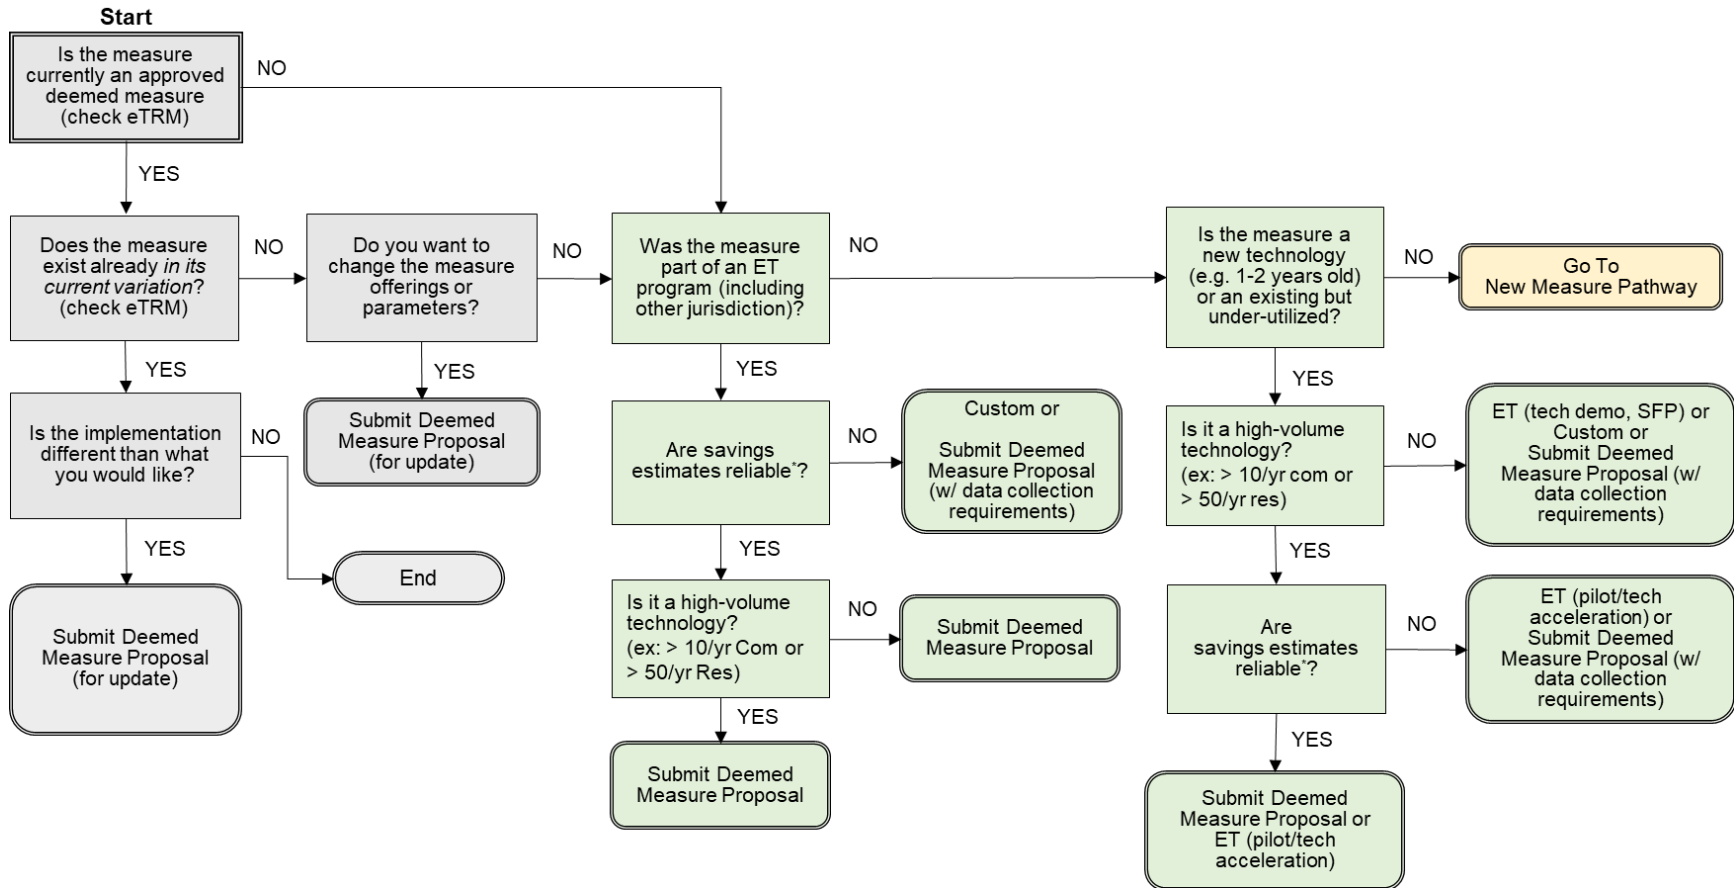 Start
Is the measure
currently an approved
deemed measure
(check eTRM)
NO
YES
Does the measure
exist already in its
current variation?
(check eTRM)
NO
Do you want to
change the measure
offerings or
parameters?
NO
Was the measure
part of an ET
program (including
other jurisdiction)?
NO
Is the measure a
new technology
(e.g. 1-2 years old)
or an existing but
under-utilized?
NO
Go To
New Measure Pathway
YES
YES
YES
YES
Is the implementation
different than what
you would like?
NO
Submit Deemed
Measure Proposal
(for update)
Are savings
estimates reliable*?
NO
Custom or
Submit Deemed
Measure Proposal
(w/ data collection
requirements)
Is it a high-volume
technology?
(ex: > 10/yr com or
> 50/yr res)
NO
ET (tech demo, SFP) or
Custom or
Submit Deemed
Measure Proposal (w/
data collection
requirements)
YES
End
YES
YES
Submit Deemed
Measure Proposal
(for update)
Is it a high-volume
technology?
(ex: > 10/yr Com or
> 50/yr Res)
NO
Submit Deemed
Measure Proposal
Are
savings estimates
reliable*?
NO
ET (pilot/tech
acceleration) or
Submit Deemed
Measure Proposal (w/
data collection
requirements)
YES
YES
Submit Deemed
Measure Proposal
Submit Deemed
Measure Proposal or
ET (pilot/tech
acceleration)